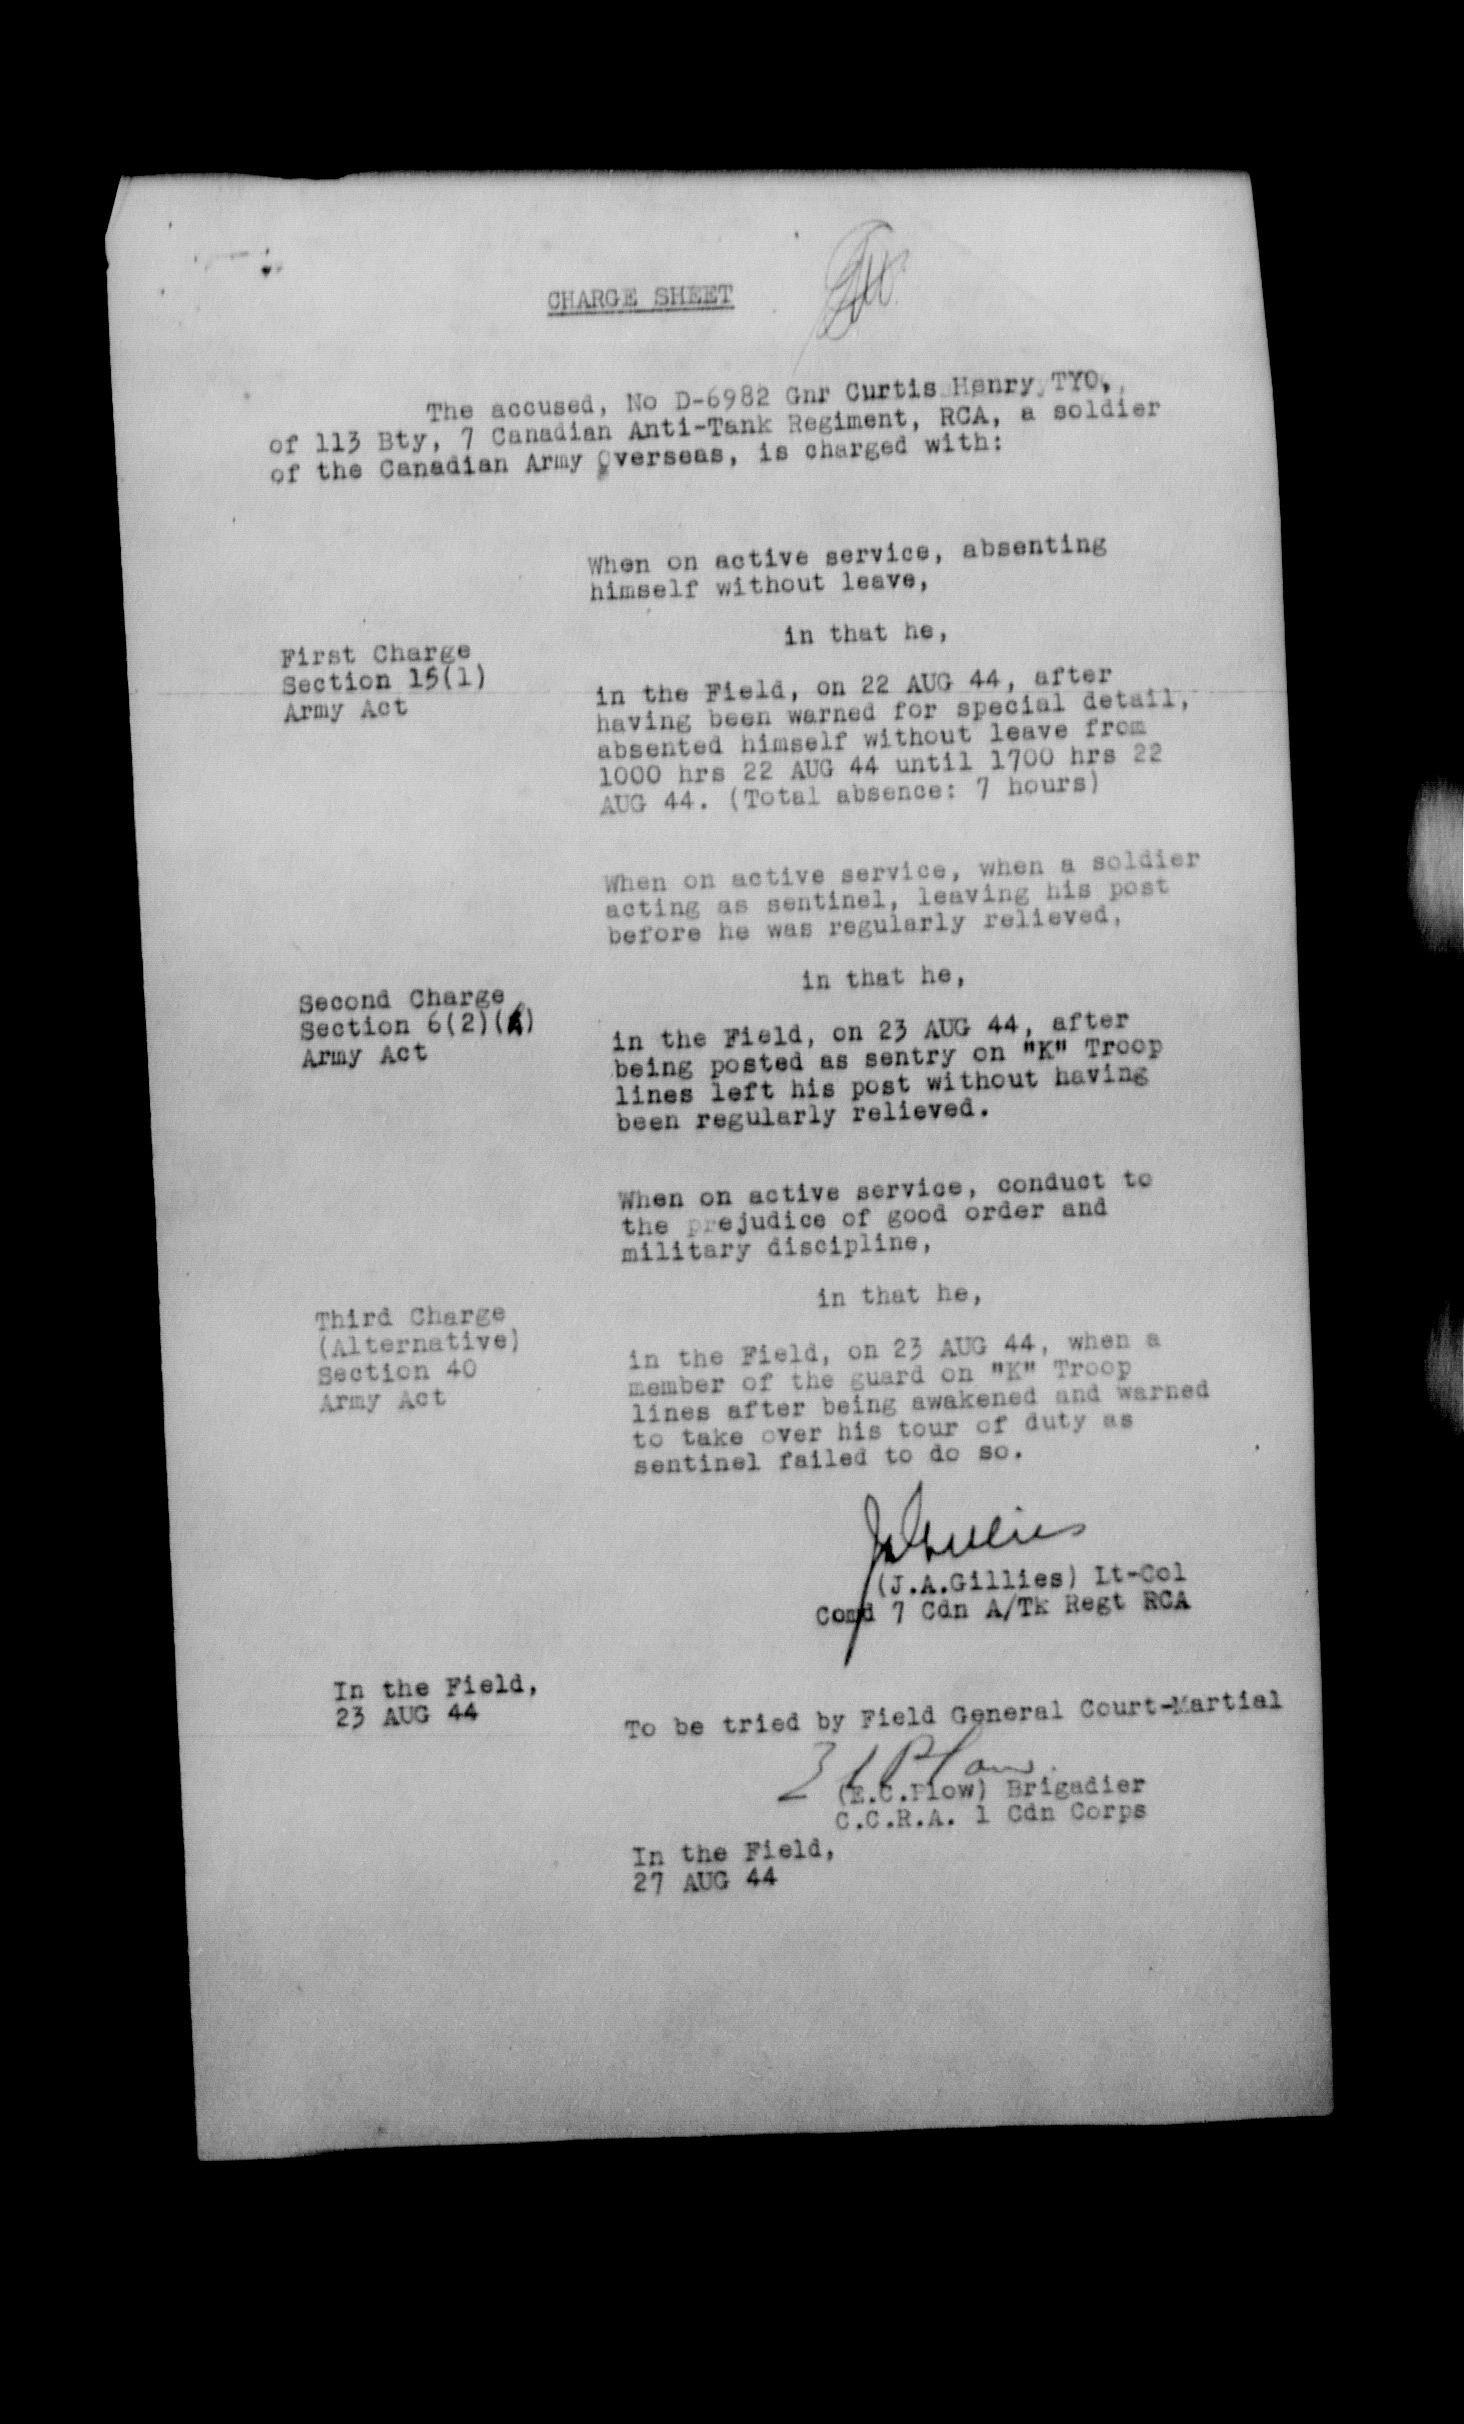 CHARGE SHEET
The accused, No D-6982 Gnr Curtis Henry TYO,
of 113 Bty, 7 Canadian Anti-Tank Regiment, RCA, a soldier
of the Canadian Army Overseas, is charged with:
When on active service, absenting
himself without leave,
in that he,
First Charge
Section 15(1)
Army Act
in the Field, on 22 AUG 44, after
having been warned for special detail,
absented himself without leave from
1000 hrs 22 AUG 44 until 1700 hrs 22
AUG 44. (Total absence: 7 hours)
When on active service, when a soldier
acting as sentinel, leaving his post
before he was regularly relieved,
in that he,
Second Charge
Section 6(2)( )
Army Act
in the Field, on 23 AUG 44, after
being posted as sentry on "K" Troop
lines left his post without having
been regularly relieved.
When on active service, conduct to
the prejudice of good order and
military discipline,
in that he,
Third Charge
(Alternative)
Section 40
Army Act
in the Field, on 23 AUG 44, when a
member of the guard on "K" Troop
lines after being awakened and warned
to take over his tour of duty as
sentinel failed to do so.
JAGillies
(J.A.Gillies) Lt-Col
Comd 7 Cdn A/Tk Regt RCA
In the Field,
23 AUG 44
To be tried by Field General Court-Martial
E C Plow
(E.C.Plow) Brigadier
C.C.R.A. 1 Cdn Corps
In the Field,
27 AUG 44